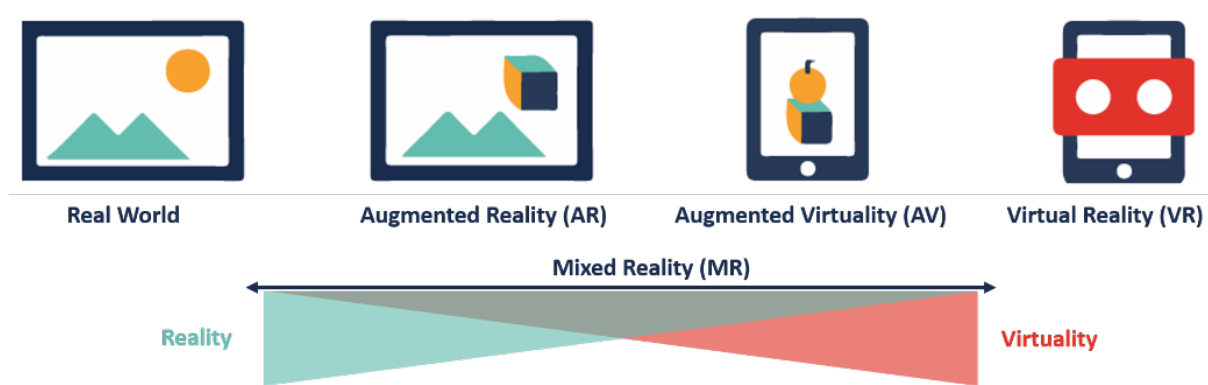 Real World
Augmented Reality (AR)
Augmented Virtuality (AV)
Virtual Reality (VR)
Mixed Reality (MR)
Reality
Virtuality